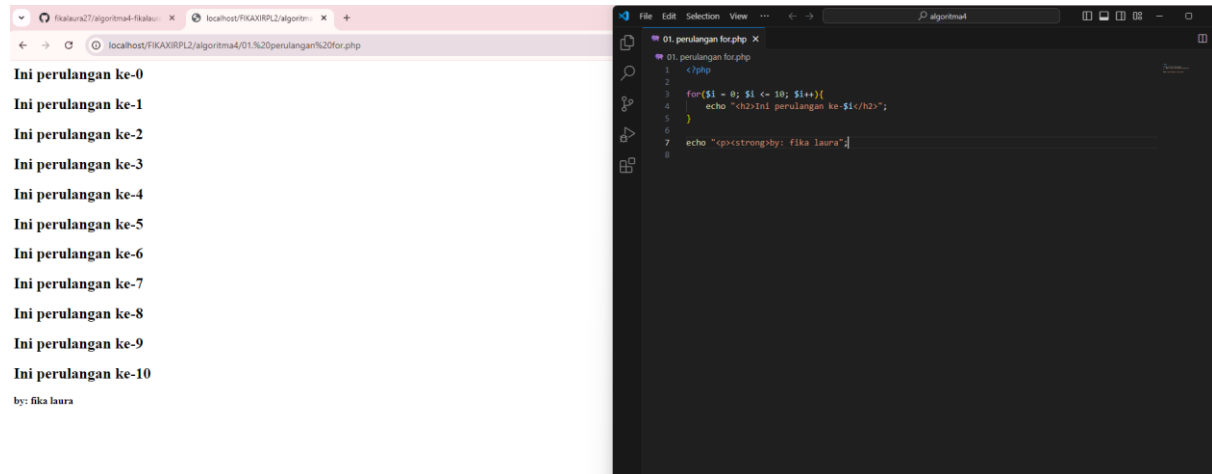 fikalaura27/algoritma4-fikalaur
localhost/FIKAXIRPL2/algoritm
localhost/FIKAXIRPL2/algoritma4/01.%20perulangan%20for.php
Ini perulangan ke-0
Ini perulangan ke-1
Ini perulangan ke-2
Ini perulangan ke-3
Ini perulangan ke-4
Ini perulangan ke-5
Ini perulangan ke-6
Ini perulangan ke-7
Ini perulangan ke-8
Ini perulangan ke-9
Ini perulangan ke-10
by: fika laura
File Edit Selection View ... algoritma4
01. perulangan for.php
01. perulangan for.php
1 <?php
2
3 for($i = 0; $i <= 10; $i++){
4 echo "<h2>Ini perulangan ke-$i</h2>";
5 }
6
7 echo "<p><strong>by: fika laura";
8